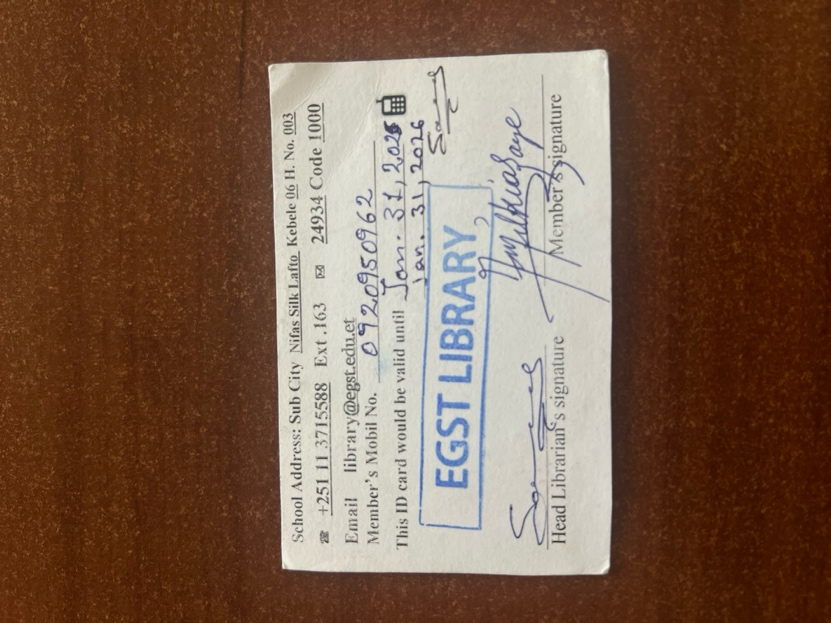 School Address: Sub City Nifas Silk Lafto Kebele 06 H. No. 003
☎ +251 11 3715588 Ext .163 ✉ 24934 Code 1000
Email library@egst.edu.et
Member's Mobil No. 0920950962
This ID card would be valid until Jan. 31, 2025
Jan. 31, 2026
EGST LIBRARY
Head Librarian's signature Member's signature